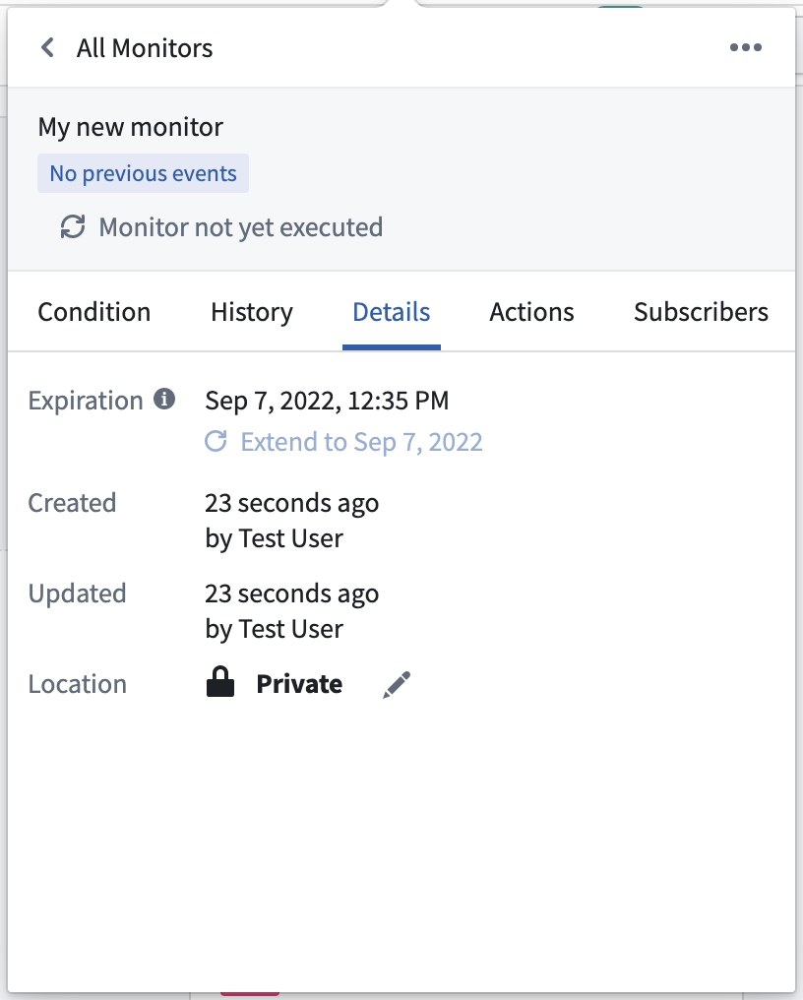 All Monitors
My new monitor
No previous events
Monitor not yet executed
Condition History Details Actions Subscribers
Expiration Sep 7, 2022, 12:35 PM
Extend to Sep 7, 2022
Created 23 seconds ago
by Test User
Updated 23 seconds ago
by Test User
Location Private